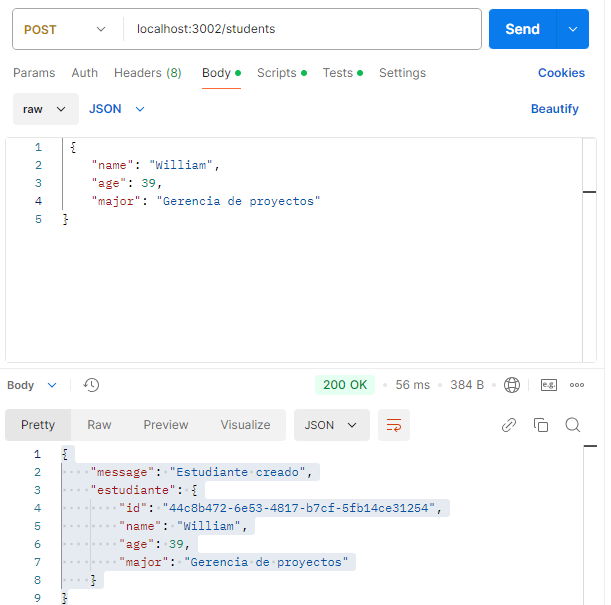 POST localhost:3002/students Send
Params Auth Headers (8) Body Scripts Tests Settings Cookies
raw JSON Beautify
1 {
2 "name": "William",
3 "age": 39,
4 "major": "Gerencia de proyectos"
5 }
Body 200 OK 56 ms 384 B e.g.
Pretty Raw Preview Visualize JSON
1 {
2 "message": "Estudiante creado",
3 "estudiante": {
4 "id": "44c8b472-6e53-4817-b7cf-5fb14ce31254",
5 "name": "William",
6 "age": 39,
7 "major": "Gerencia de proyectos"
8 }
9 }